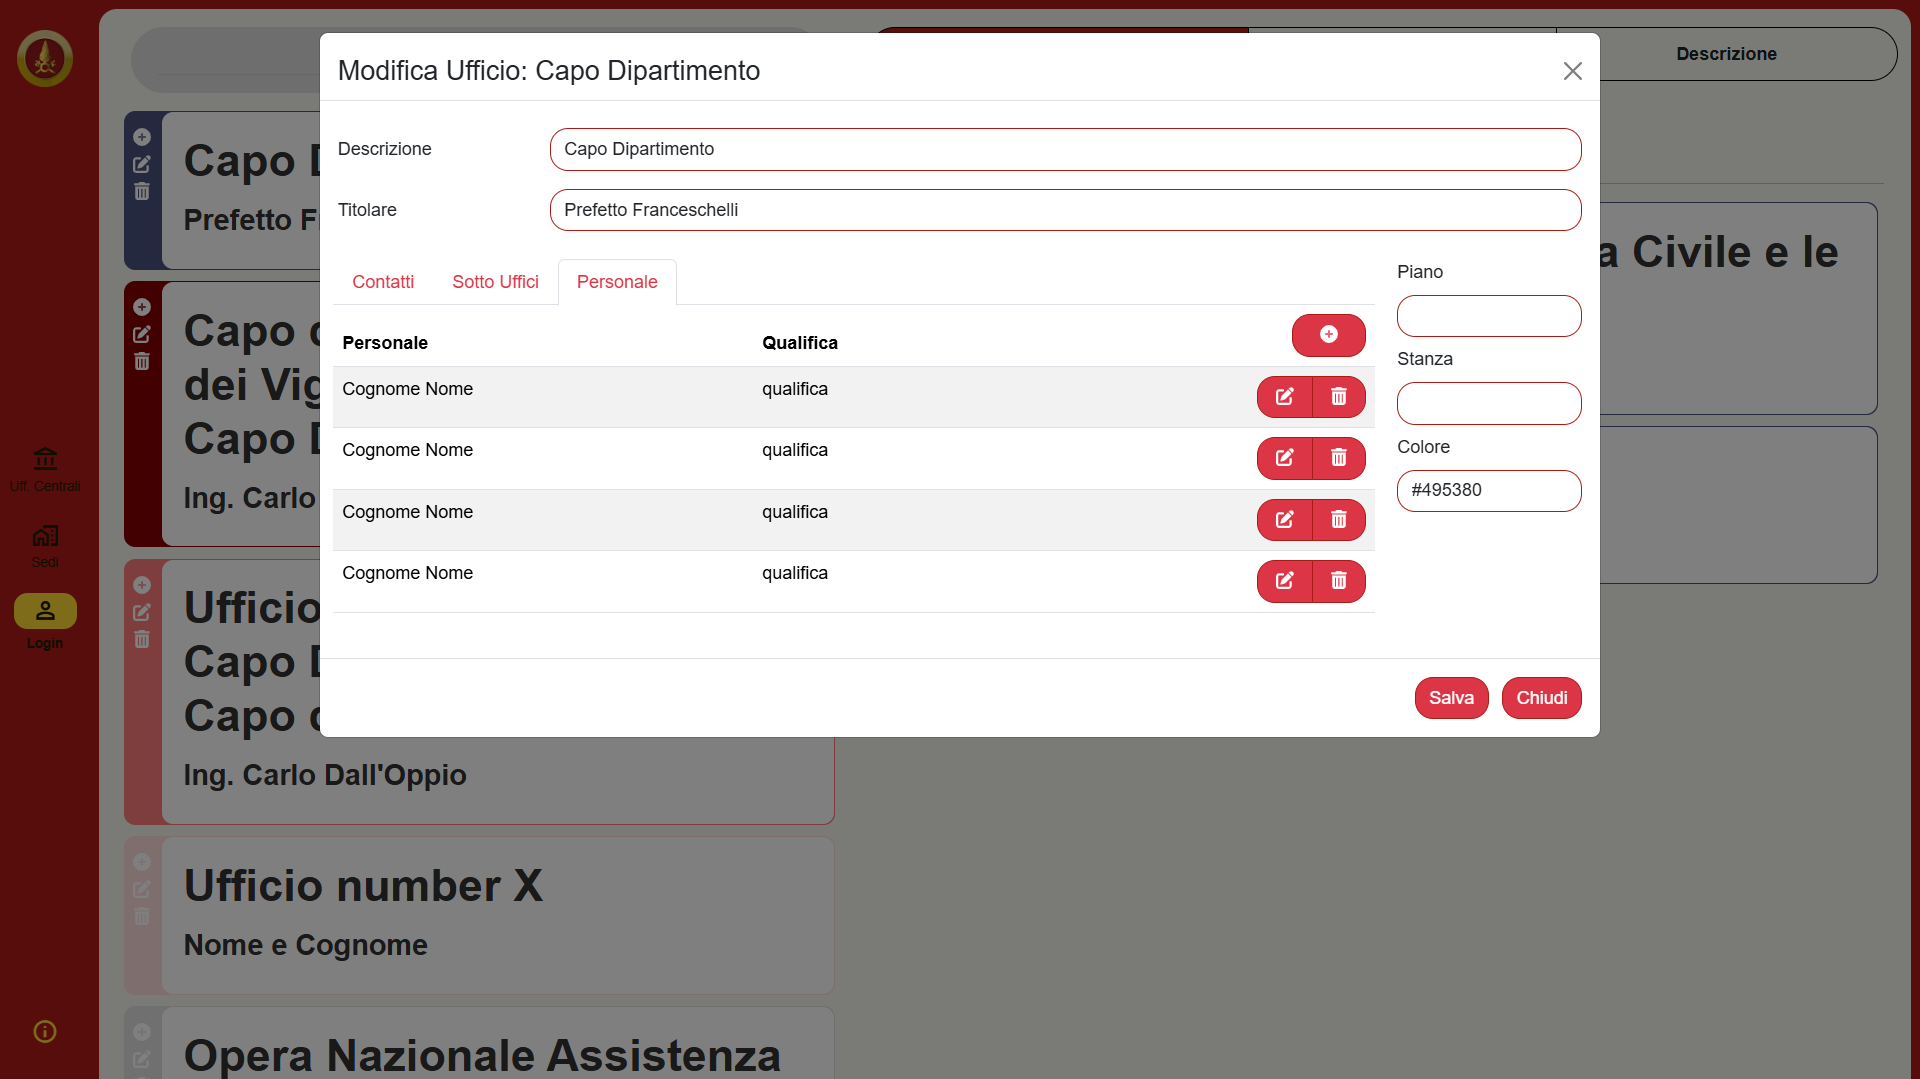 Modifica Ufficio: Capo Dipartimento
Descrizione
Capo Dipartimento
Titolare
Prefetto Franceschelli
Contatti
Sotto Uffici
Personale
Personale
Qualifica
Cognome Nome
qualifica
Cognome Nome
qualifica
Cognome Nome
qualifica
Cognome Nome
qualifica
Piano
Stanza
Colore
#495380
Salva
Chiudi
Descrizione
Uff. Centrali
Sedi
Login
Capo
Prefetto
Capo
dei
Capo
Ing. Carlo
Ufficio
Capo
Capo
Ing. Carlo Dall'Oppio
Ufficio number X
Nome e Cognome
Opera Nazionale Assistenza
Civile e le